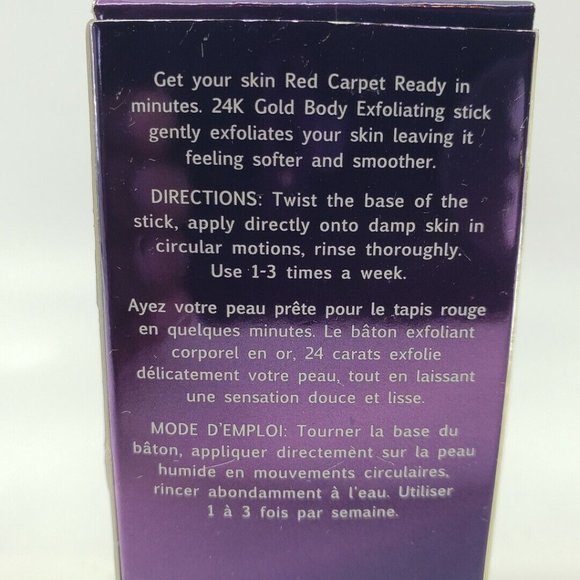 Get your skin Red Carpet Ready in
minutes. 24K Gold Body Exfoliating stick
gently exfoliates your skin leaving it
feeling softer and smoother.
DIRECTIONS: Twist the base of the
stick, apply directly onto damp skin in
circular motions, rinse thoroughly.
Use 1-3 times a week.
Ayez votre peau prête pour le tapis rouge
en quelques minutes. Le bâton exfoliant
corporel en or, 24 carats exfolie
délicatement votre peau, tout en laissant
une sensation douce et lisse.
MODE D'EMPLOI: Tourner la base du
bâton, appliquer directement sur la peau
humide en mouvements circulaires,
rincer abondamment à l'eau. Utiliser
1 à 3 fois par semaine.